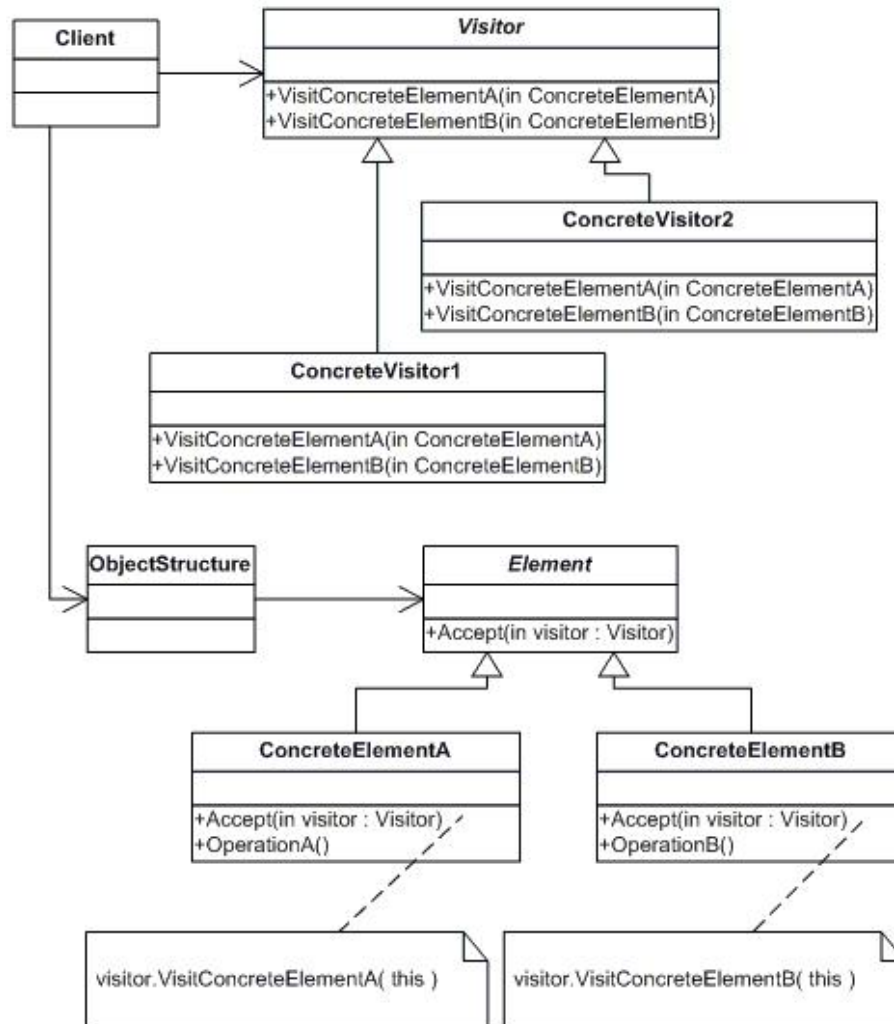 Client
Visitor
+VisitConcreteElementA(in ConcreteElementA)
+VisitConcreteElementB(in ConcreteElementB)
ConcreteVisitor2
+VisitConcreteElementA(in ConcreteElementA)
+VisitConcreteElementB(in ConcreteElementB)
ConcreteVisitor1
+VisitConcreteElementA(in ConcreteElementA)
+VisitConcreteElementB(in ConcreteElementB)
ObjectStructure
Element
+Accept(in visitor : Visitor)
ConcreteElementA
+Accept(in visitor : Visitor)
+OperationA()
ConcreteElementB
+Accept(in visitor : Visitor)
+OperationB()
visitor.VisitConcreteElementA( this )
visitor.VisitConcreteElementB( this )